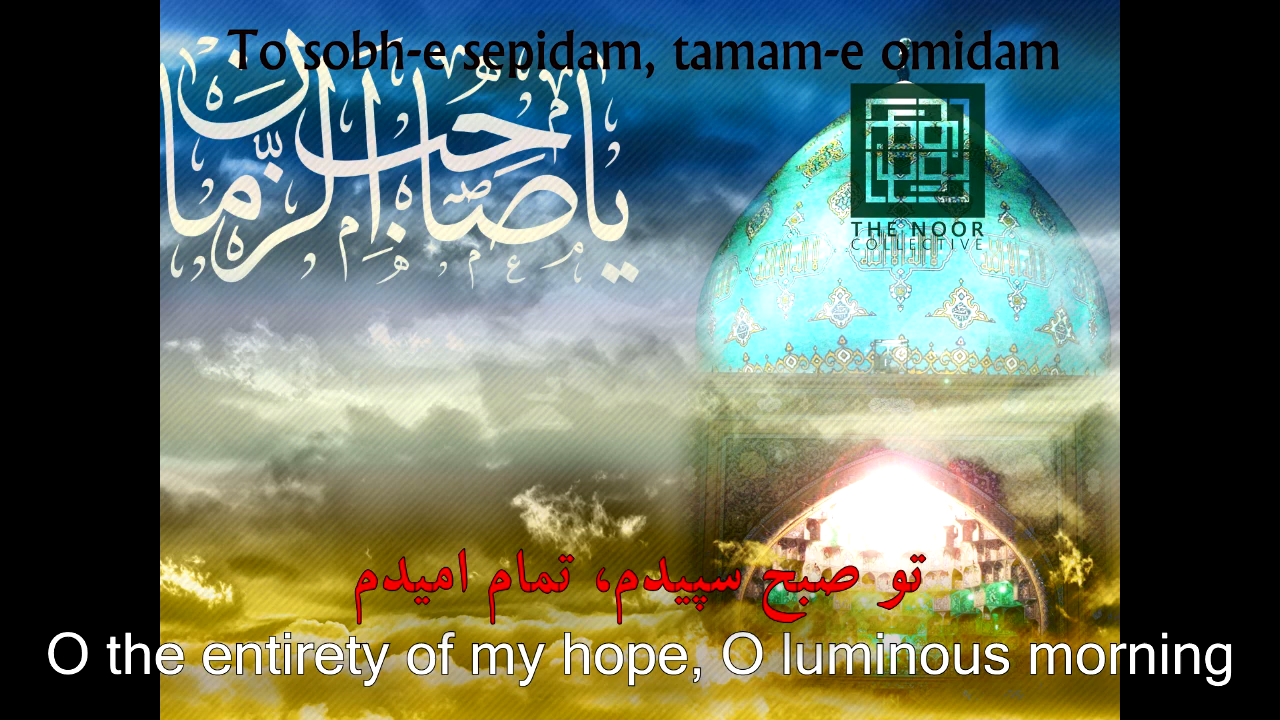 To sobh-e sepidam, tamam-e omidam
يا صاحب الزمان
THE NOOR
COLLECTIVE
تو صبح سپیدم، تمام امیدم
O the entirety of my hope, O luminous morning